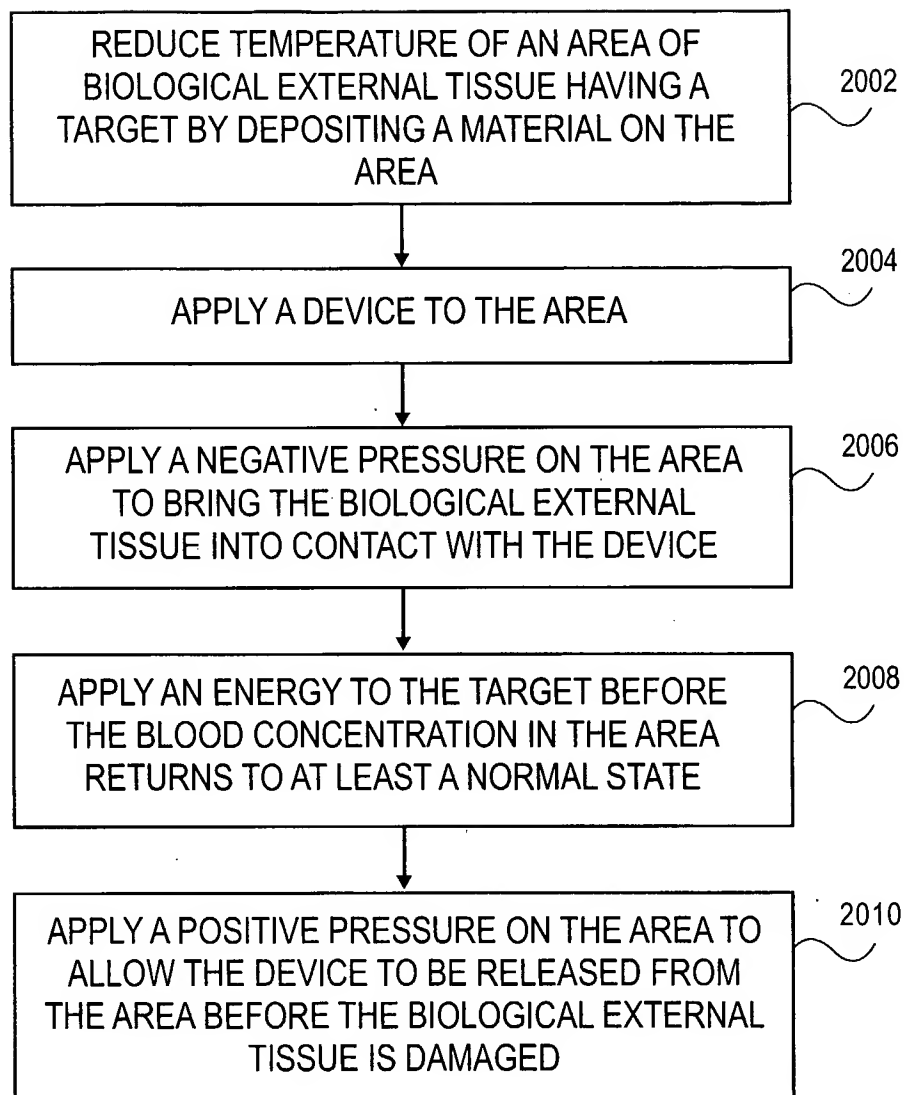 REDUCE TEMPERATURE OF AN AREA OF
BIOLOGICAL EXTERNAL TISSUE HAVING A
TARGET BY DEPOSITING A MATERIAL ON THE
AREA
2002
APPLY A DEVICE TO THE AREA
2004
APPLY A NEGATIVE PRESSURE ON THE AREA
TO BRING THE BIOLOGICAL EXTERNAL
TISSUE INTO CONTACT WITH THE DEVICE
2006
APPLY AN ENERGY TO THE TARGET BEFORE
THE BLOOD CONCENTRATION IN THE AREA
RETURNS TO AT LEAST A NORMAL STATE
2008
APPLY A POSITIVE PRESSURE ON THE AREA TO
ALLOW THE DEVICE TO BE RELEASED FROM
THE AREA BEFORE THE BIOLOGICAL EXTERNAL
TISSUE IS DAMAGED
2010